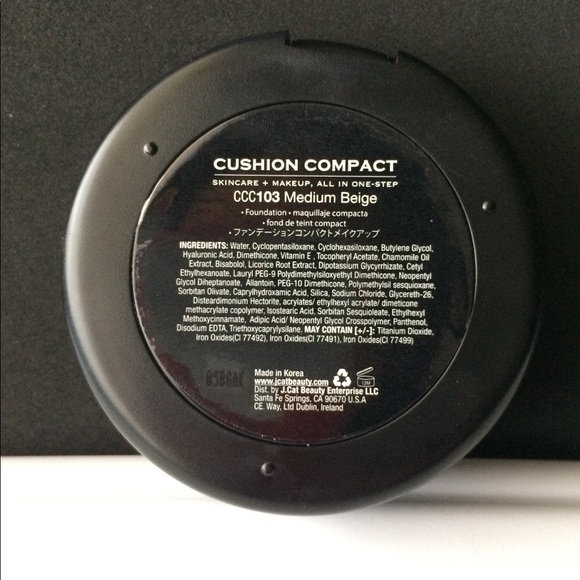 CUSHION COMPACT
SKINCARE + MAKEUP, ALL IN ONE-STEP
CCC103 Medium Beige
• Foundation • maquillaje compacta
• fond de teint compact
• ファンデーションコンパクトメイクアップ
INGREDIENTS: Water, Cyclopentasiloxane, Cyclohexasiloxane, Butylene Glycol,
Hyaluronic Acid, Dimethicone, Vitamin E , Tocopheryl Acetate, Chamomile Oil
Extract, Bisabolol, Licorice Root Extract, Dipotassium Glycyrrhizate, Cetyl
Ethylhexanoate, Lauryl PEG-9 Polydimethylsiloxyethyl Dimethicone, Neopentyl
Glycol Diheptanoate, Allantoin, PEG-10 Dimethicone, Polymethylsil sesquioxane,
Sorbitan Olivate, Caprylhydroxamic Acid, Silica, Sodium Chloride, Glycereth-26,
Disteardimonium Hectorite, acrylates/ ethylhexyl acrylate/ dimeticone
methacrylate copolymer, Isostearic Acid, Sorbitan Sesquioleate, Ethylhexyl
Methoxycinnamate, Adipic Acid/ Neopentyl Glycol Crosspolymer, Panthenol,
Disodium EDTA, Triethoxycaprylylsilane. MAY CONTAIN [+/-]: Titanium Dioxide,
Iron Oxides(CI 77492), Iron Oxides(CI 77491), Iron Oxides(CI 77499)
Made in Korea
www.jcatbeauty.com
12M
Dist. by J.Cat Beauty Enterprise LLC
Santa Fe Springs, CA 90670 U.S.A
CE. Way, Ltd Dublin, Ireland